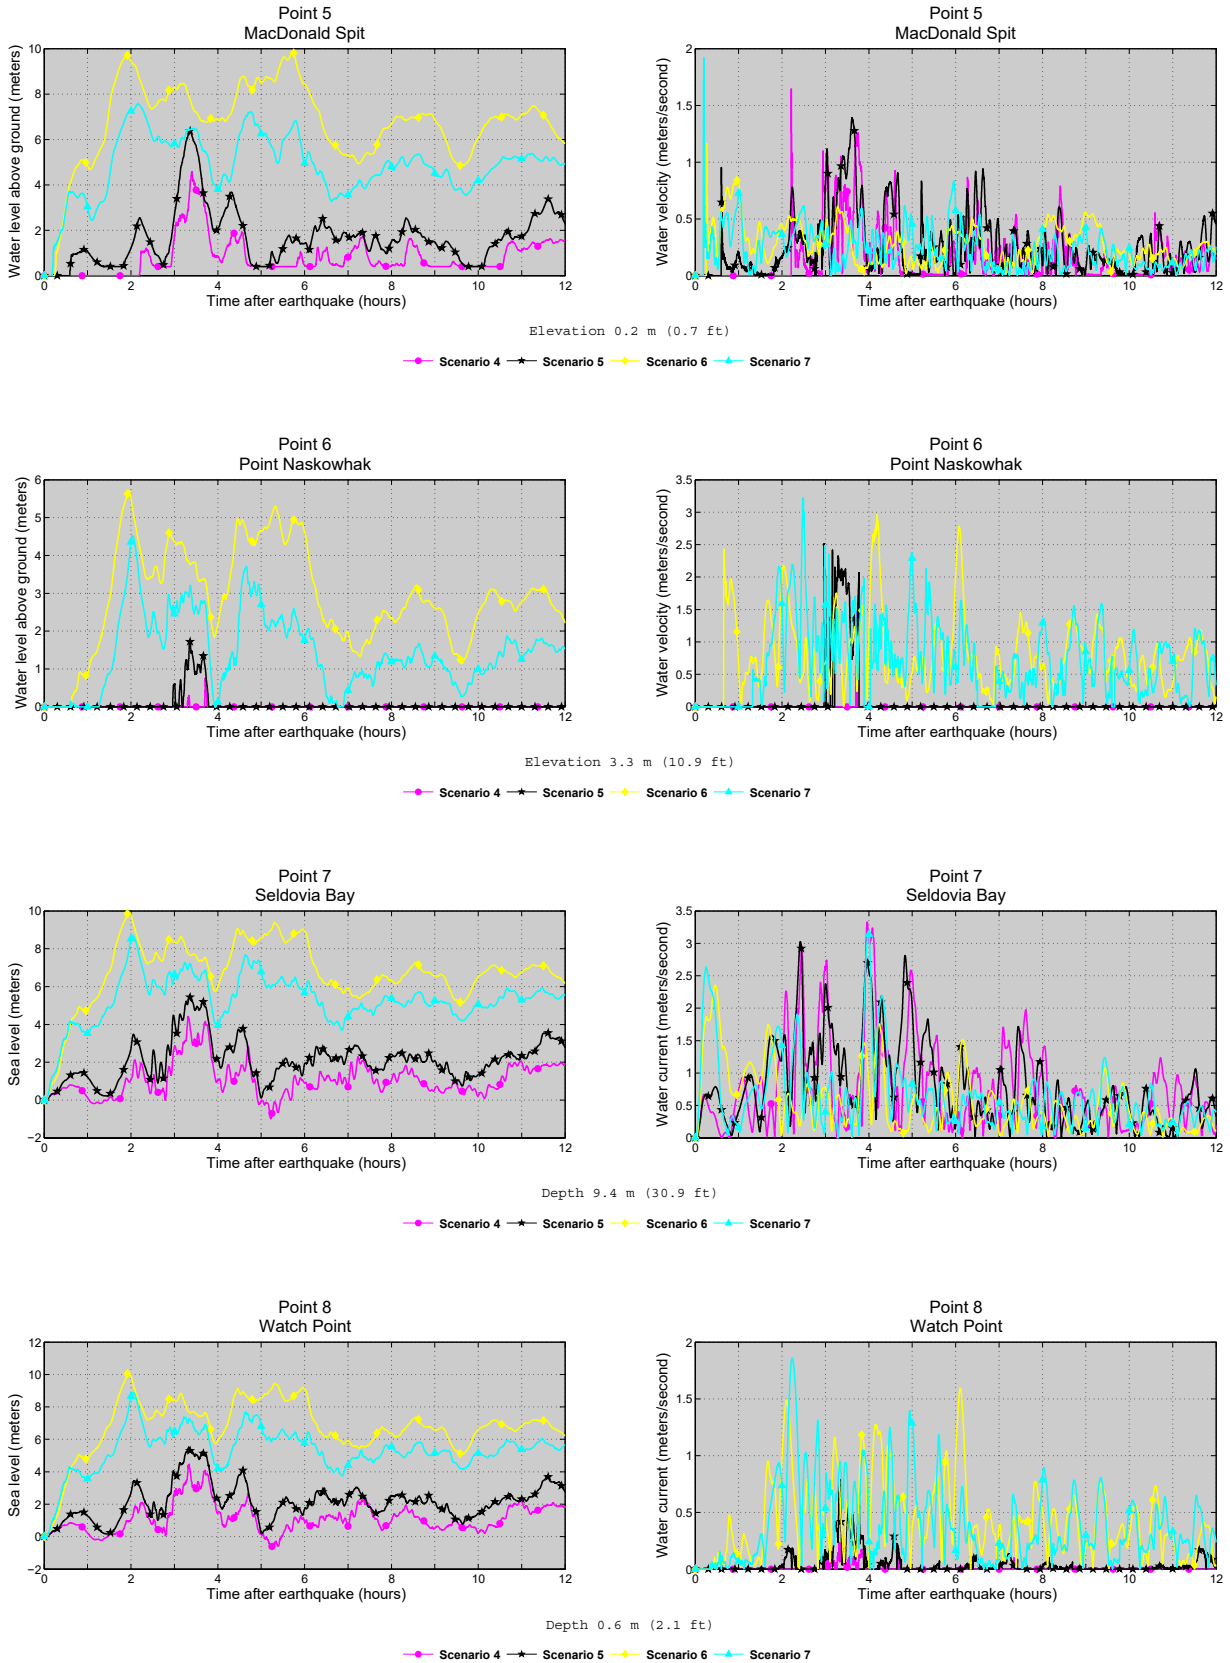 Point 5
MacDonald Spit
Water level above ground (meters)
10
8
6
4
2
0
0 2 4 6 8 10 12
Time after earthquake (hours)
Point 5
MacDonald Spit
Water velocity (meters/second)
2
1.5
1
0.5
0
0 2 4 6 8 10 12
Time after earthquake (hours)
Elevation 0.2 m (0.7 ft)
Scenario 4 Scenario 5 Scenario 6 Scenario 7
Point 6
Point Naskowhak
Water level above ground (meters)
6
5
4
3
2
1
0
0 2 4 6 8 10 12
Time after earthquake (hours)
Point 6
Point Naskowhak
Water velocity (meters/second)
3.5
3
2.5
2
1.5
1
0.5
0
0 2 4 6 8 10 12
Time after earthquake (hours)
Elevation 3.3 m (10.9 ft)
Scenario 4 Scenario 5 Scenario 6 Scenario 7
Point 7
Seldovia Bay
Sea level (meters)
10
8
6
4
2
0
−2
0 2 4 6 8 10 12
Time after earthquake (hours)
Point 7
Seldovia Bay
Water current (meters/second)
3.5
3
2.5
2
1.5
1
0.5
0
0 2 4 6 8 10 12
Time after earthquake (hours)
Depth 9.4 m (30.9 ft)
Scenario 4 Scenario 5 Scenario 6 Scenario 7
Point 8
Watch Point
Sea level (meters)
12
10
8
6
4
2
0
−2
0 2 4 6 8 10 12
Time after earthquake (hours)
Point 8
Watch Point
Water current (meters/second)
2
1.5
1
0.5
0
0 2 4 6 8 10 12
Time after earthquake (hours)
Depth 0.6 m (2.1 ft)
Scenario 4 Scenario 5 Scenario 6 Scenario 7